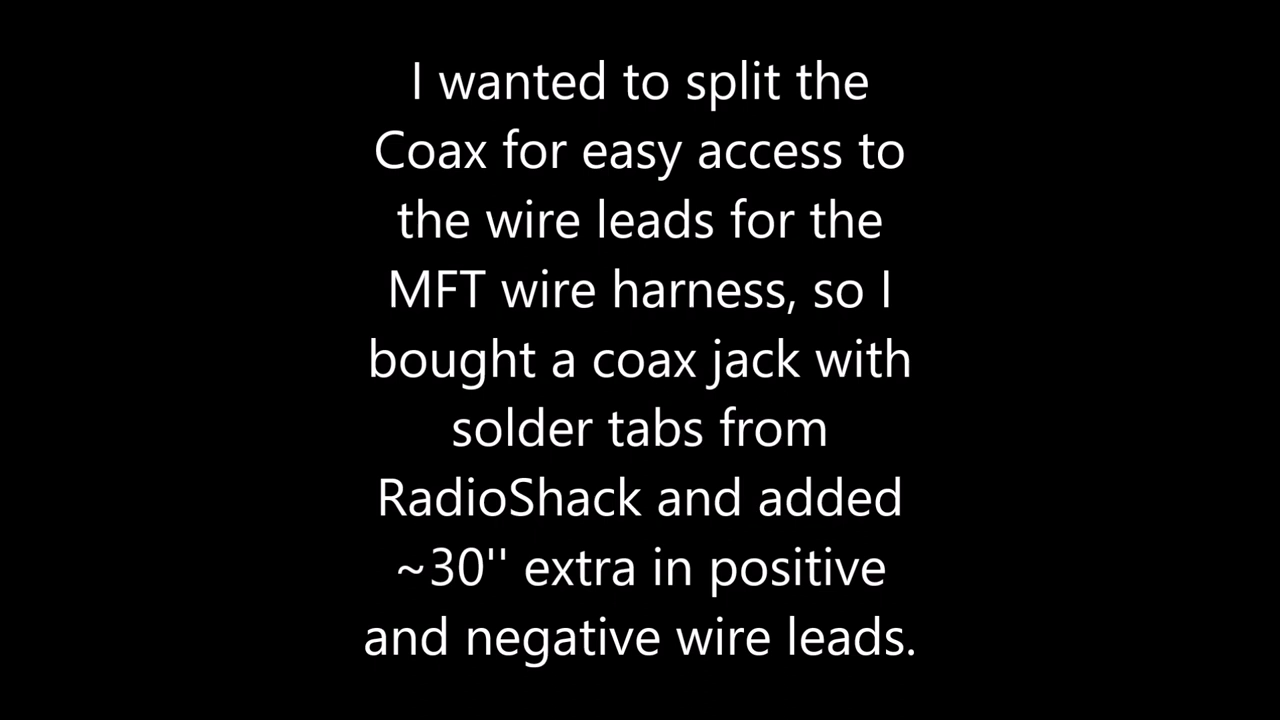 I wanted to split the
Coax for easy access to
the wire leads for the
MFT wire harness, so I
bought a coax jack with
solder tabs from
RadioShack and added
~30'' extra in positive
and negative wire leads.